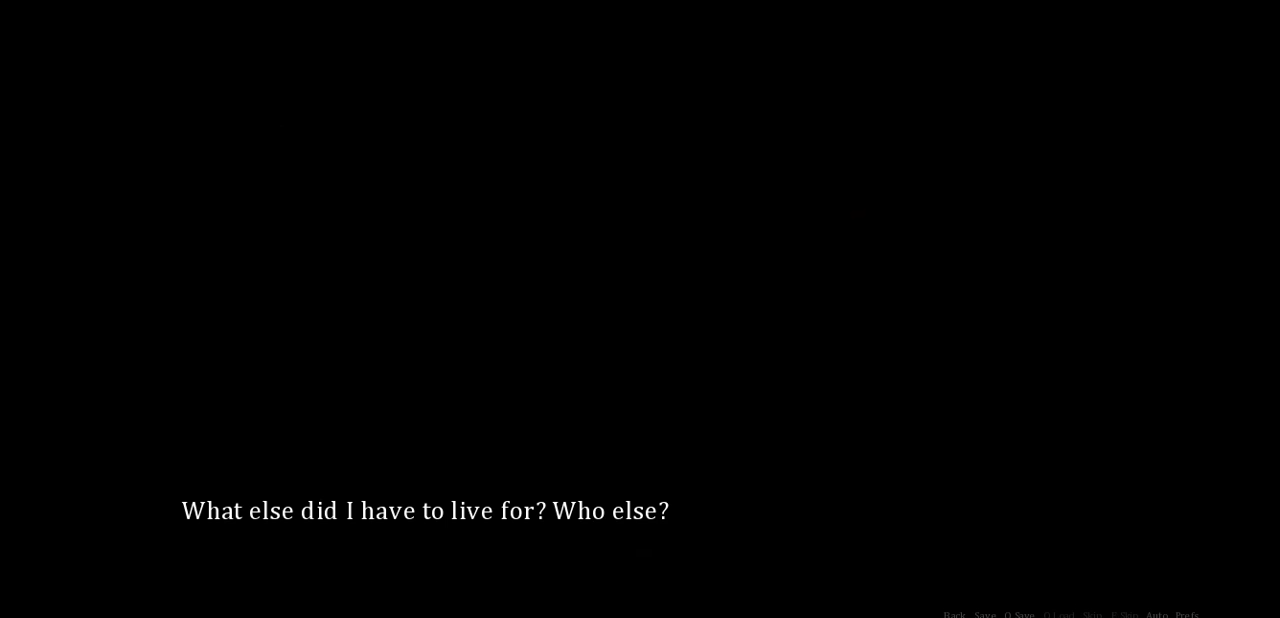 What else did I have to live for? Who else?
Back Save Q.Save Q.Load Skip F.Skip Auto Prefs